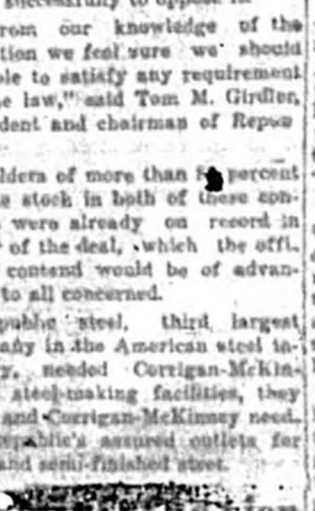 successfully to oppose
rom our knowledge of the
tion we feel sure we should
ble to satisfy any requirement
e law," said Tom M. Girdler,
dent and chairman of Repub
lders of more than percent
e stock in both of these con-
were already on record in
of the deal, which the offi-
contend would be of advan-
to all concerned.
public steel, third largest
any in the American steel in-
y, needed Corrigan-McKin-
steel-making facilities, they
and Corrigan-McKinney need-
epublic's assured outlets for
and semi-finished steel.